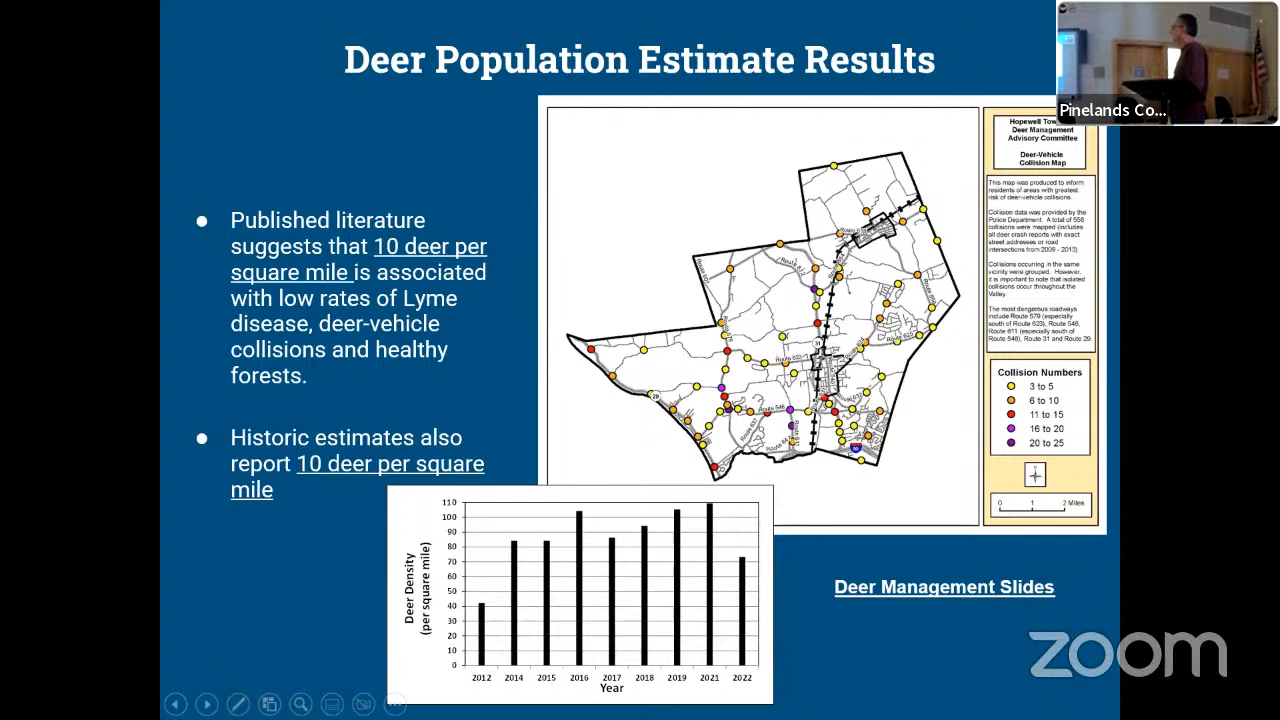 Deer Population Estimate Results
Pinelands Co...
● Published literature
suggests that 10 deer per
square mile is associated
with low rates of Lyme
disease, deer-vehicle
collisions and healthy
forests.
● Historic estimates also
report 10 deer per square
mile
Deer Management
Advisory Committee
Deer-Vehicle
Collision Map
This map was produced to inform
residents of areas with greatest
risk of deer-vehicle collisions.
Collision data was provided by the
Police Department. A total of 558
collisions were mapped (includes
all deer crash reports with exact
street addresses or road
intersections from 2009 - 2013).
Collisions occurring in the same
vicinity were grouped. However,
it is important to note that isolated
collisions occur throughout the
Valley.
The most dangerous roadways
include Route 579 (especially
south of Route 623), Route 546,
Route 611 (especially south of
Route 546), Route 31 and Route 29.
Collision Numbers
3 to 5
6 to 10
11 to 15
16 to 20
20 to 25
0 1 2 Miles
Route 623
Route 546
31
29
Deer Density
(per square mile)
110
100
90
80
70
60
50
40
30
20
10
0
2012 2014 2015 2016 2017 2018 2019 2021 2022
Year
Deer Management Slides
zoom